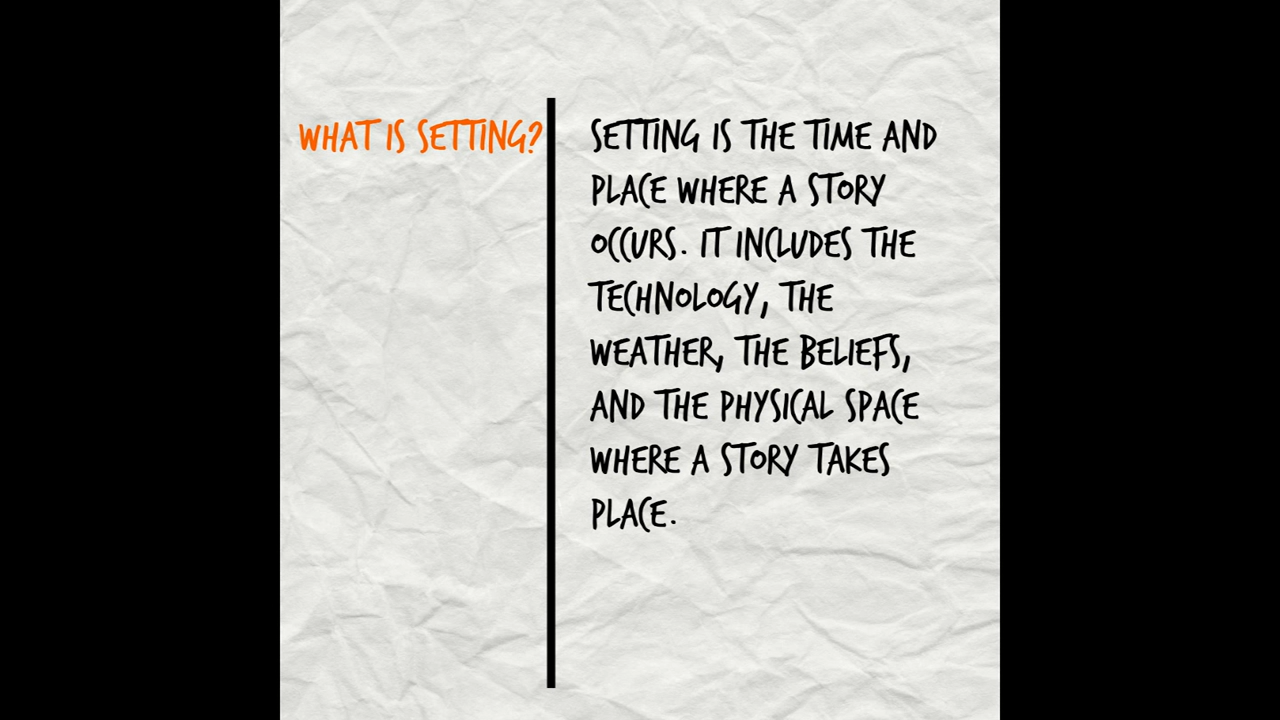 WHAT IS SETTING?
SETTING IS THE TIME AND
PLACE WHERE A STORY
OCCURS. IT INCLUDES THE
TECHNOLOGY, THE
WEATHER, THE BELIEFS,
AND THE PHYSICAL SPACE
WHERE A STORY TAKES
PLACE.